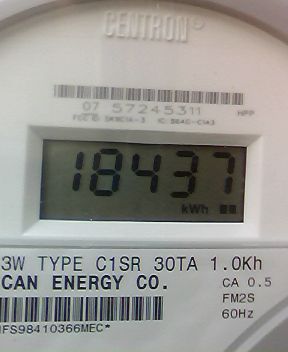 CENTRON®
07 57245311
18437
kWh
3W TYPE C1SR 30TA 1.0Kh
CAN ENERGY CO.
CA 0.5
FM2S
60Hz
IFS98410366MEC*